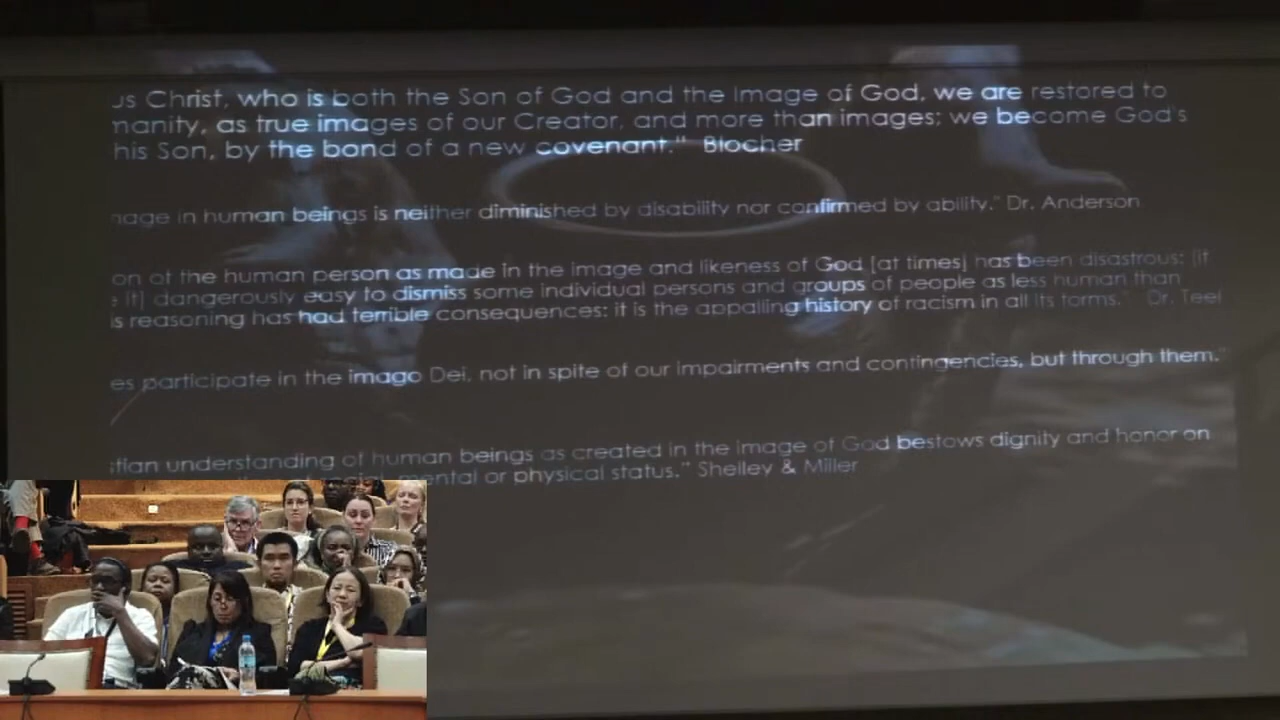 us Christ, who is both the Son of God and the Image of God, we are restored to
manity, as true images of our Creator, and more than images; we become God's
his Son, by the bond of a new covenant." Blocher
mage in human beings is neither diminished by disability nor confirmed by ability." Dr. Anderson
on of the human person as made in the image and likeness of God [at times] has been disastrous: [it
e it] dangerously easy to dismiss some individual persons and groups of people as less human than
is reasoning has had terrible consequences: it is the appalling history of racism in all its forms." Dr. Teel
es participate in the imago Dei, not in spite of our impairments and contingencies, but through them."
stian understanding of human beings as created in the image of God bestows dignity and honor on
ental or physical status." Shelley & Miller